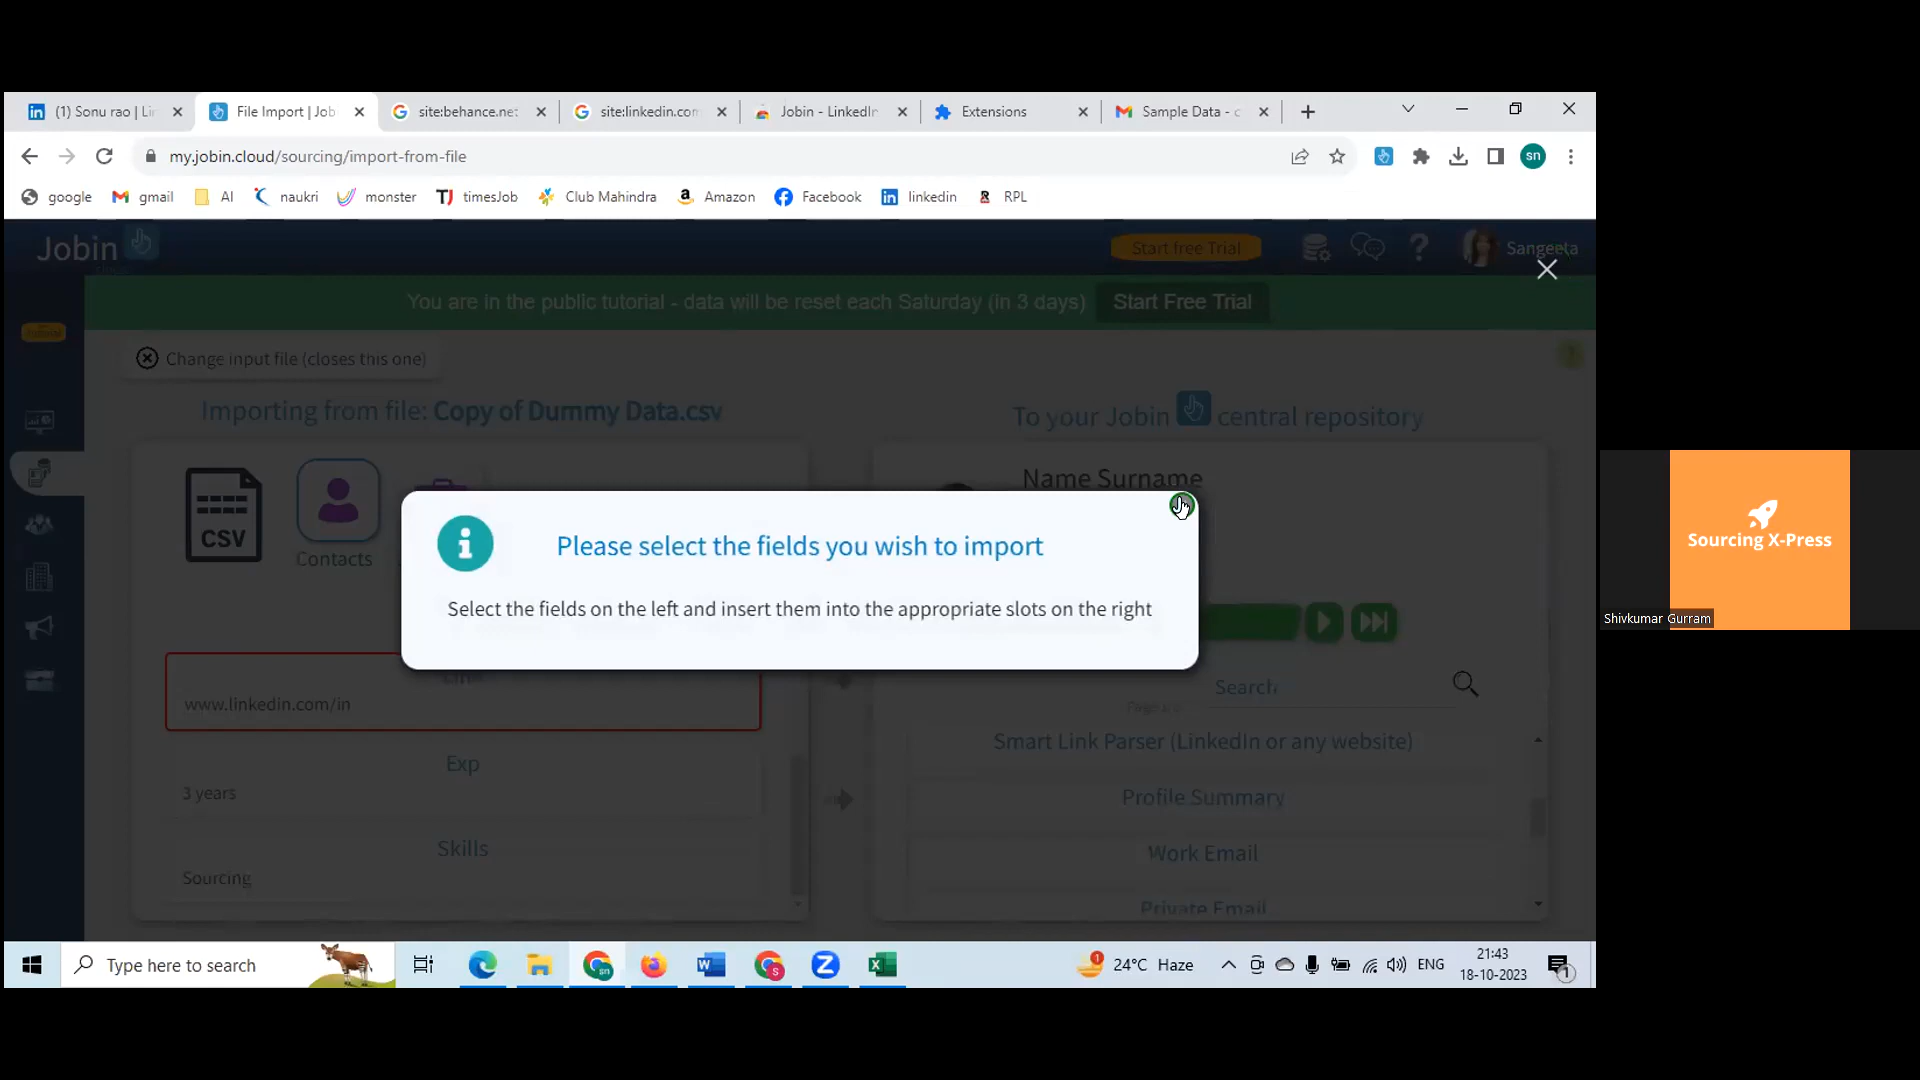 (1) Sonu rao | Li
File Import | Job
site:behance.net
site:linkedin.com
Jobin - LinkedIn
Extensions
Sample Data - c
my.jobin.cloud/sourcing/import-from-file
sn
google
gmail
AI
naukri
monster
TJ timesJob
Club Mahindra
Amazon
Facebook
linkedin
RPL
Jobin
Start free Trial
Sangeeta
You are in the public tutorial - data will be reset each Saturday (in 3 days)
Start Free Trial
Change input file (closes this one)
Importing from file: Copy of Dummy Data.csv
To your Jobin central repository
CSV
Contacts
Name Surname
Please select the fields you wish to import
Select the fields on the left and insert them into the appropriate slots on the right
www.linkedin.com/in
Search
Exp
3 years
Skills
Sourcing
Smart Link Parser (LinkedIn or any website)
Profile Summary
Work Email
Private Email
Sourcing X-Press
Shivkumar Gurram
Type here to search
1
24°C Haze
ENG
21:43
18-10-2023
1